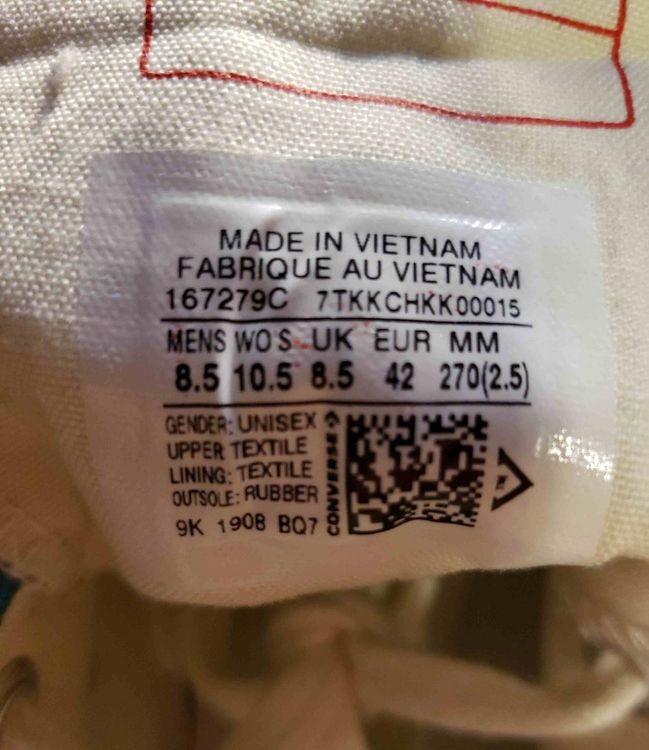 MADE IN VIETNAM
FABRIQUE AU VIETNAM
167279C 7TKKCHKK00015
MENS WO'S UK EUR MM
8.5 10.5 8.5 42 270(2.5)
GENDER: UNISEX
UPPER TEXTILE
LINING: TEXTILE
OUTSOLE: RUBBER
9K 1908 BQ7
CONVERSE